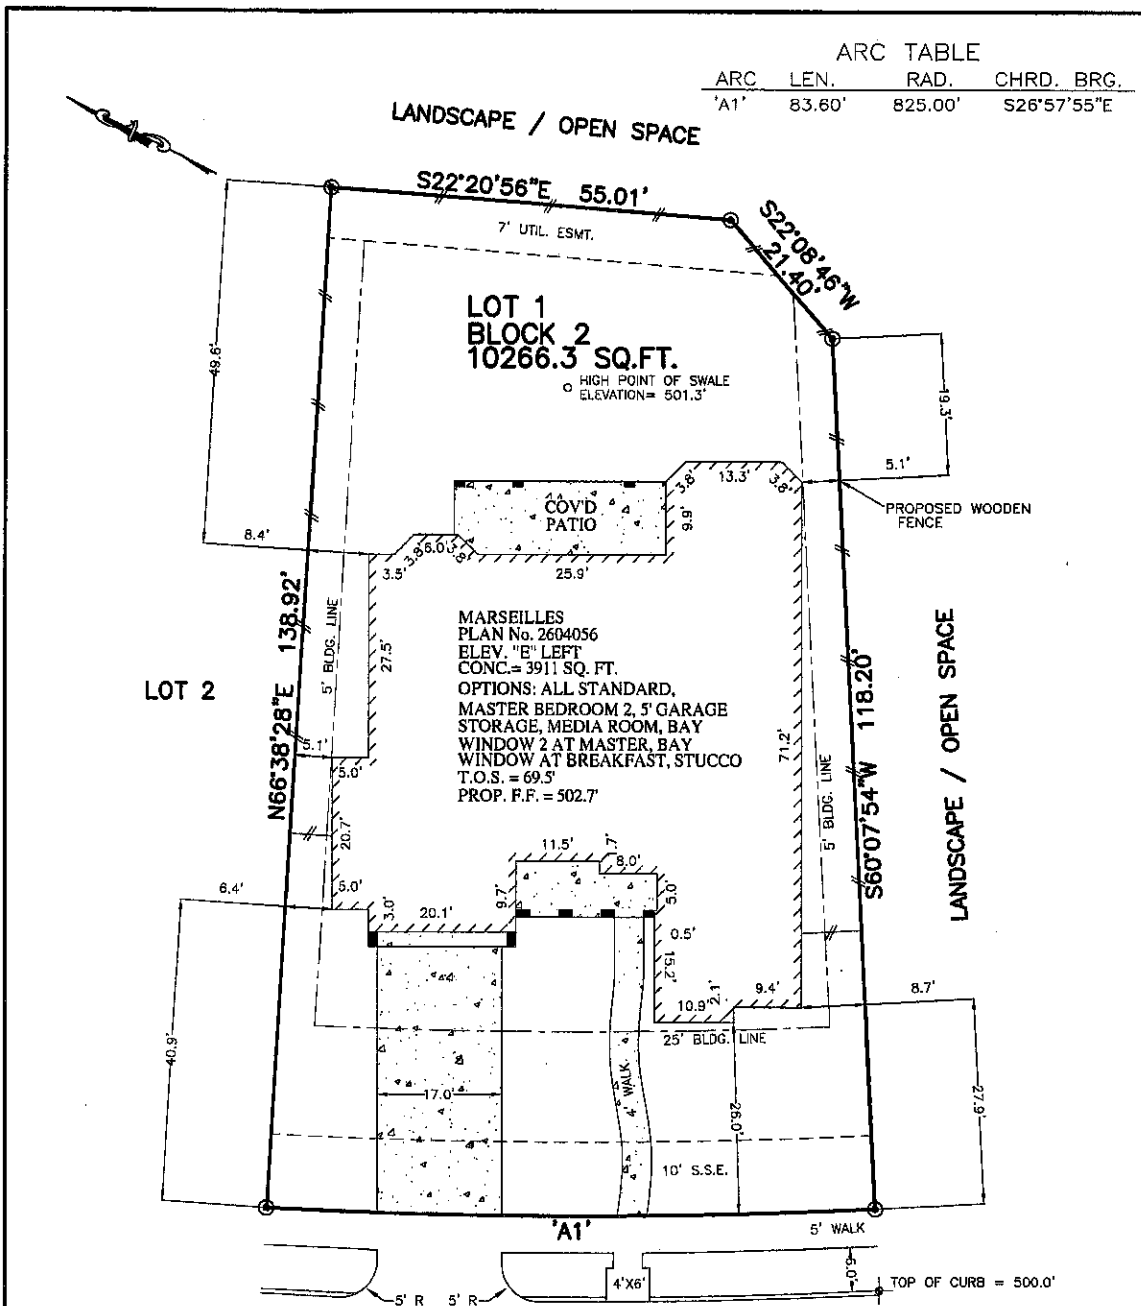 ARC TABLE
ARC LEN. RAD. CHRD. BRG.
'A1' 83.60' 825.00' S26°57'55"E
LANDSCAPE / OPEN SPACE
S22°20'56"E 55.01'
7' UTIL. ESMT.
S22°08'46"W
21.40'
LOT 1
BLOCK 2
10266.3 SQ.FT.
HIGH POINT OF SWALE
ELEVATION= 501.3'
49.6'
19.3'
5.1'
PROPOSED WOODEN
FENCE
3.8'
13.3'
3.8'
9.9'
COV'D
PATIO
8.4'
3.5'
3.8'
6.0'
3.8'
25.9'
N66°38'28"E 138.92'
5' BLDG. LINE
27.5'
MARSEILLES
PLAN No. 2604056
ELEV. "E" LEFT
CONC.= 3911 SQ. FT.
OPTIONS: ALL STANDARD,
MASTER BEDROOM 2, 5' GARAGE
STORAGE, MEDIA ROOM, BAY
WINDOW 2 AT MASTER, BAY
WINDOW AT BREAKFAST, STUCCO
T.O.S. = 69.5'
PROP. F.F. = 502.7'
LOT 2
71.2'
5' BLDG. LINE
S60°07'54"W 118.20'
LANDSCAPE / OPEN SPACE
5.1'
5.0'
20.7'
5.0'
6.4'
3.0'
20.1'
9.7'
11.5'
8.0'
5.0'
0.5'
15.2'
10.9'
2.1'
9.4'
8.7'
25' BLDG. LINE
40.9'
17.0'
4' WALK
26.0'
27.9'
10' S.S.E.
'A1'
5' WALK
5' R 5' R
4'X6'
6.0'
TOP OF CURB = 500.0'